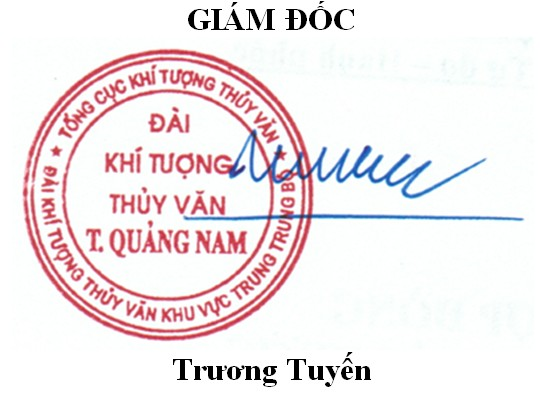 GIÁM ĐỐC
★ TỔNG CỤC KHÍ TƯỢNG THỦY VĂN ★
ĐÀI KHÍ TƯỢNG THỦY VĂN KHU VỰC TRUNG TRUNG BỘ
ĐÀI
KHÍ TƯỢNG
THỦY VĂN
T. QUẢNG NAM
Trương Tuyến